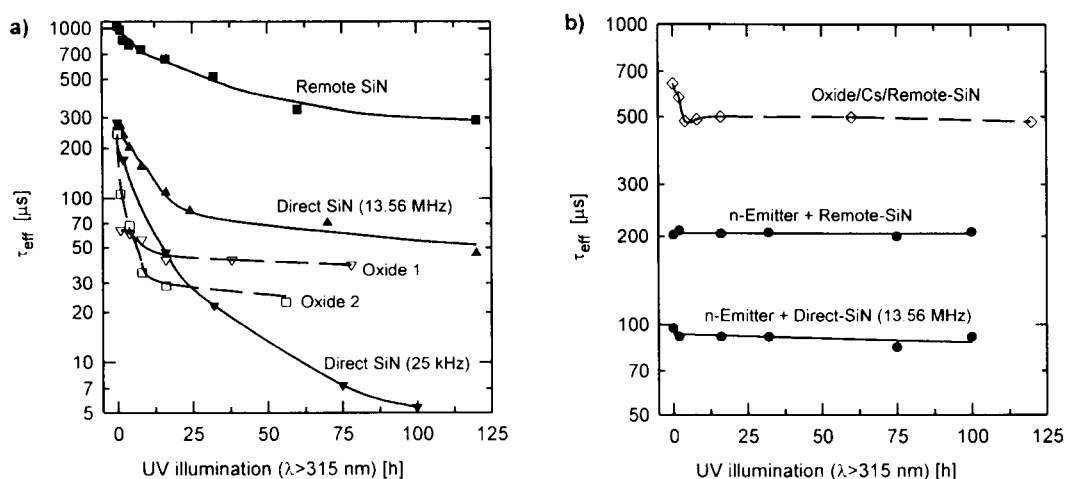 a)
1000
700
500
300
200
100
70
50
30
20
10
7
5
τeff [µs]
Remote SiN
Direct SiN (13.56 MHz)
Oxide 1
Oxide 2
Direct SiN (25 kHz)
0 25 50 75 100 125
UV illumination (λ>315 nm) [h]
b)
1000
700
500
300
200
100
70
50
τeff [µs]
Oxide/Cs/Remote-SiN
n-Emitter + Remote-SiN
n-Emitter + Direct-SiN (13.56 MHz)
0 25 50 75 100 125
UV illumination (λ>315 nm) [h]